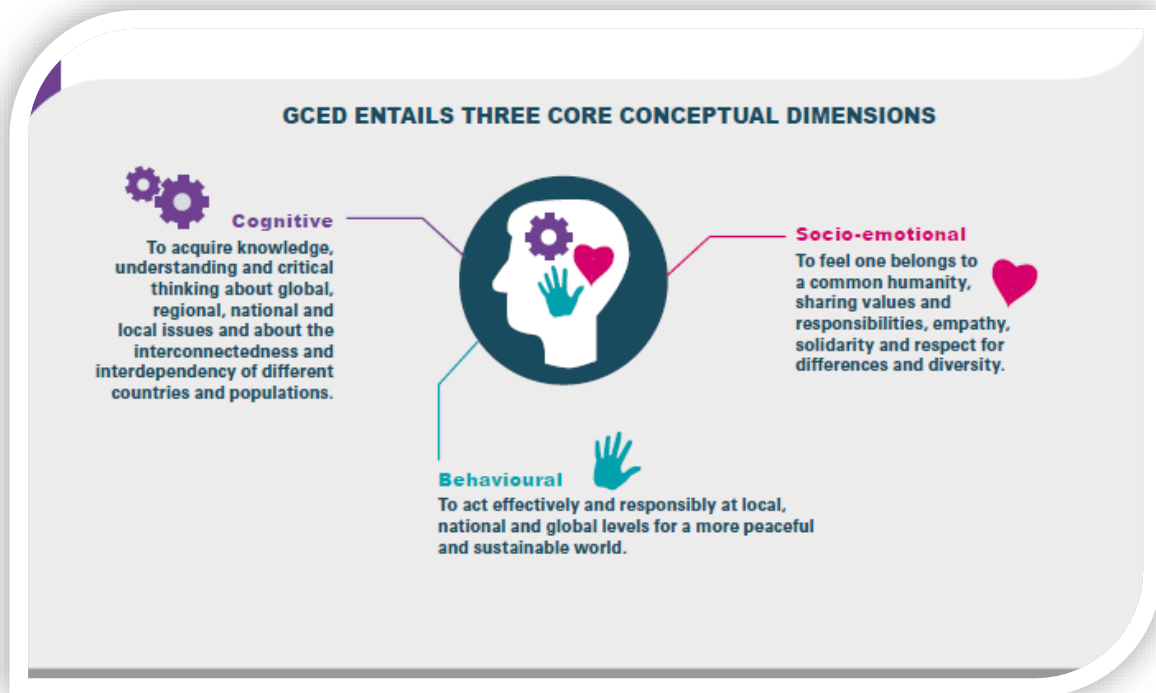 GCED ENTAILS THREE CORE CONCEPTUAL DIMENSIONS
Cognitive
To acquire knowledge,
understanding and critical
thinking about global,
regional, national and
local issues and about the
interconnectedness and
interdependency of different
countries and populations.
Socio-emotional
To feel one belongs to
a common humanity,
sharing values and
responsibilities, empathy,
solidarity and respect for
differences and diversity.
Behavioural
To act effectively and responsibly at local,
national and global levels for a more peaceful
and sustainable world.